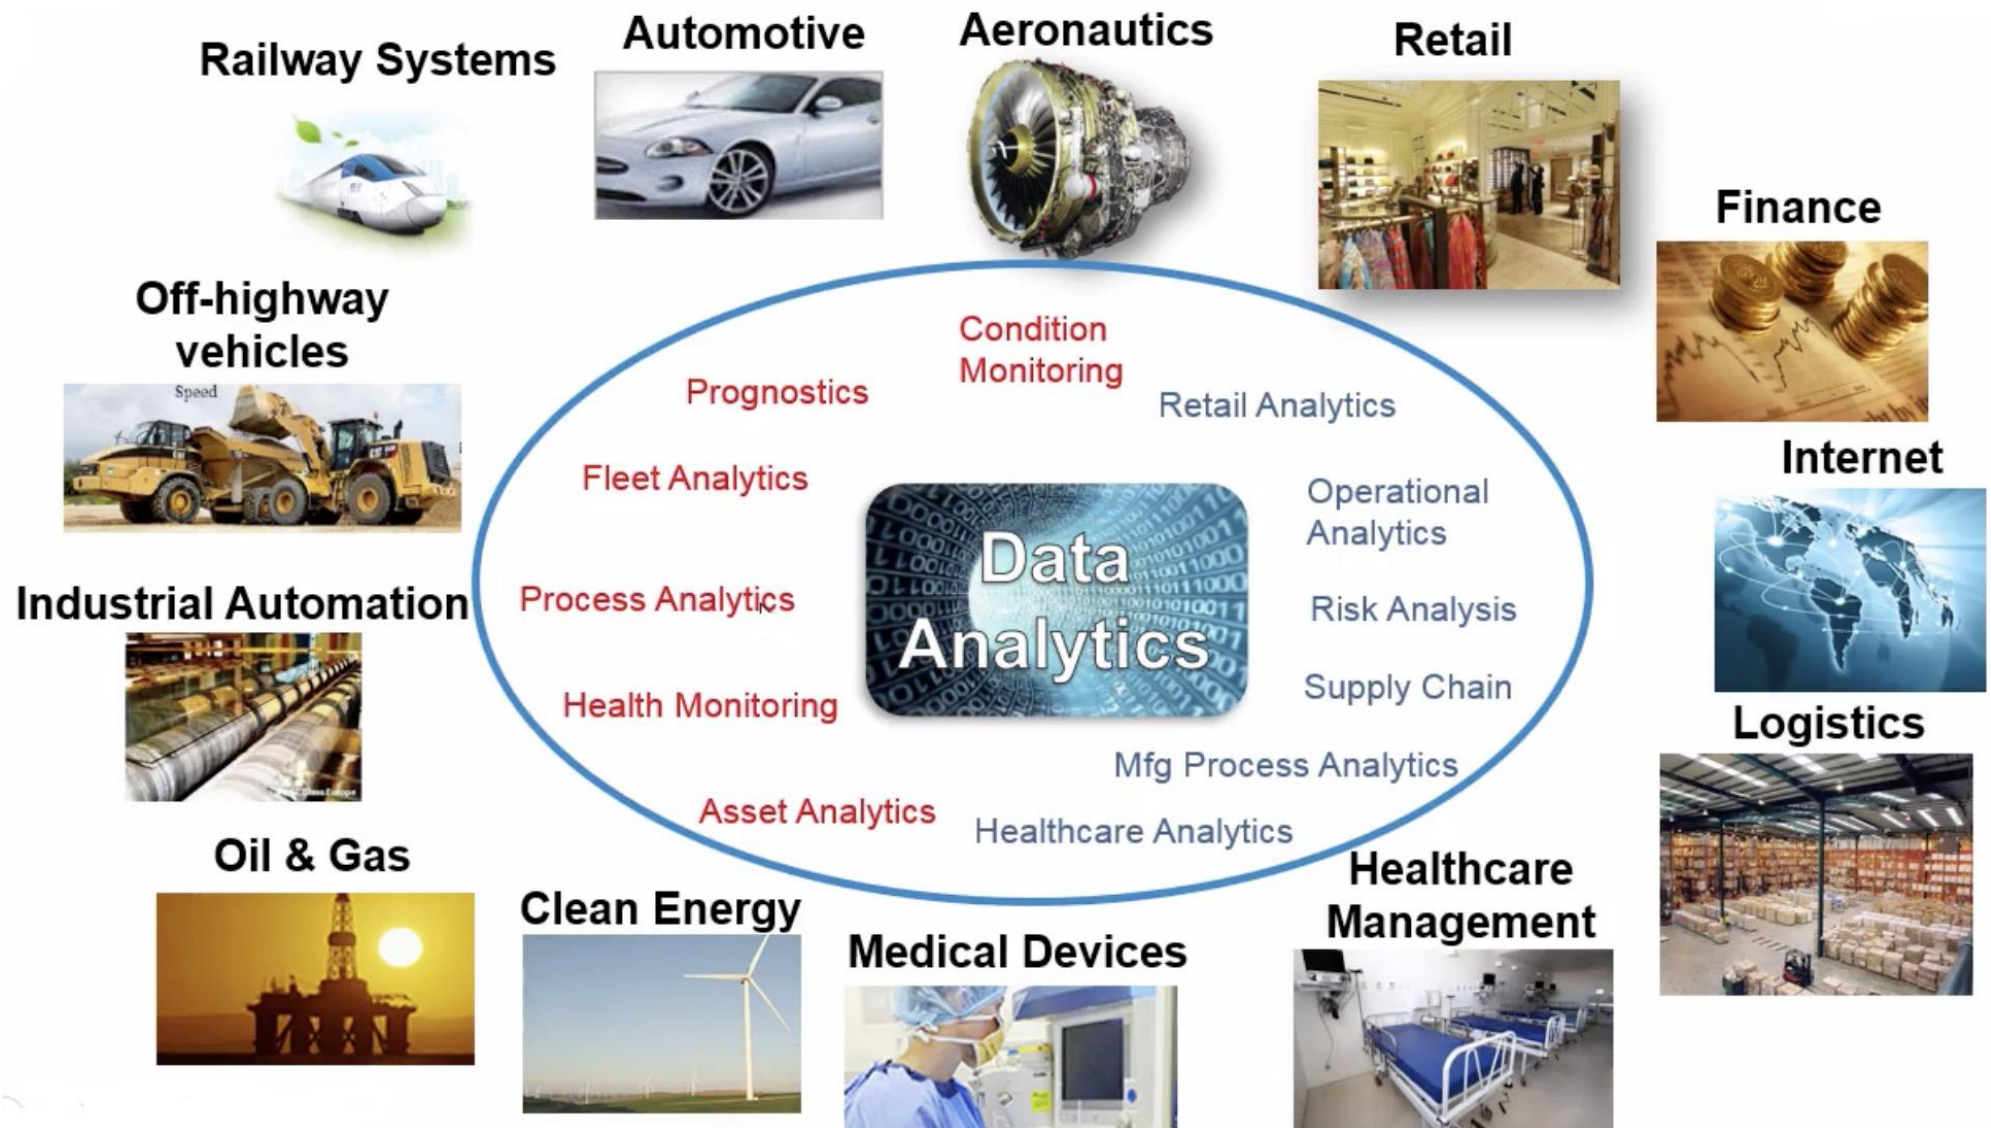 Railway Systems
Automotive
Aeronautics
Retail
Finance
Off-highway
vehicles
Speed
Internet
Industrial Automation
Logistics
Oil & Gas
Clean Energy
Medical Devices
Healthcare
Management
Condition
Monitoring
Prognostics
Retail Analytics
Fleet Analytics
Operational
Analytics
Process Analytics
Risk Analysis
Health Monitoring
Supply Chain
Mfg Process Analytics
Asset Analytics
Healthcare Analytics
Data
Analytics